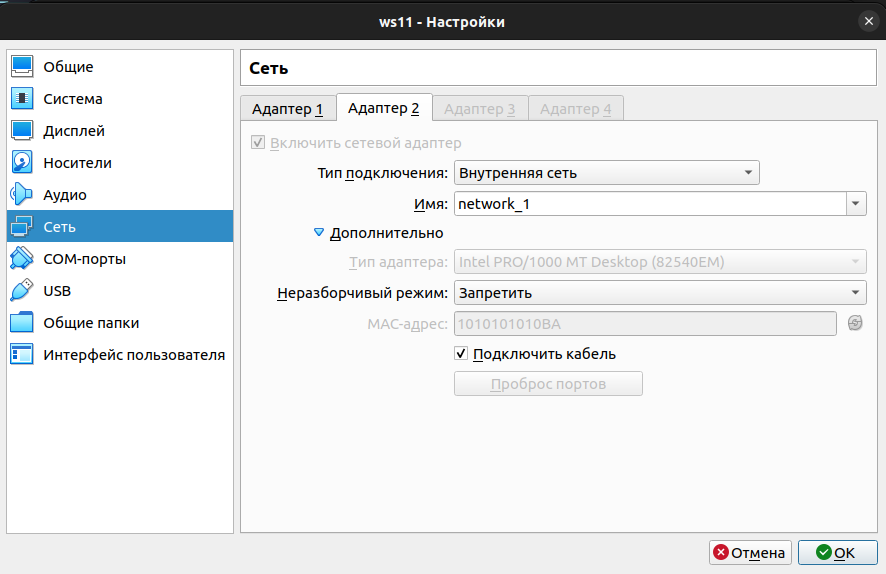 ws11 - Настройки
Общие
Система
Дисплей
Носители
Аудио
Сеть
COM-порты
USB
Общие папки
Интерфейс пользователя
Сеть
Адаптер 1 Адаптер 2 Адаптер 3 Адаптер 4
Включить сетевой адаптер
Тип подключения: Внутренняя сеть
Имя: network_1
Дополнительно
Тип адаптера: Intel PRO/1000 MT Desktop (82540EM)
Неразборчивый режим: Запретить
MAC-адрес: 1010101010BA
Подключить кабель
Проброс портов
Отмена OK